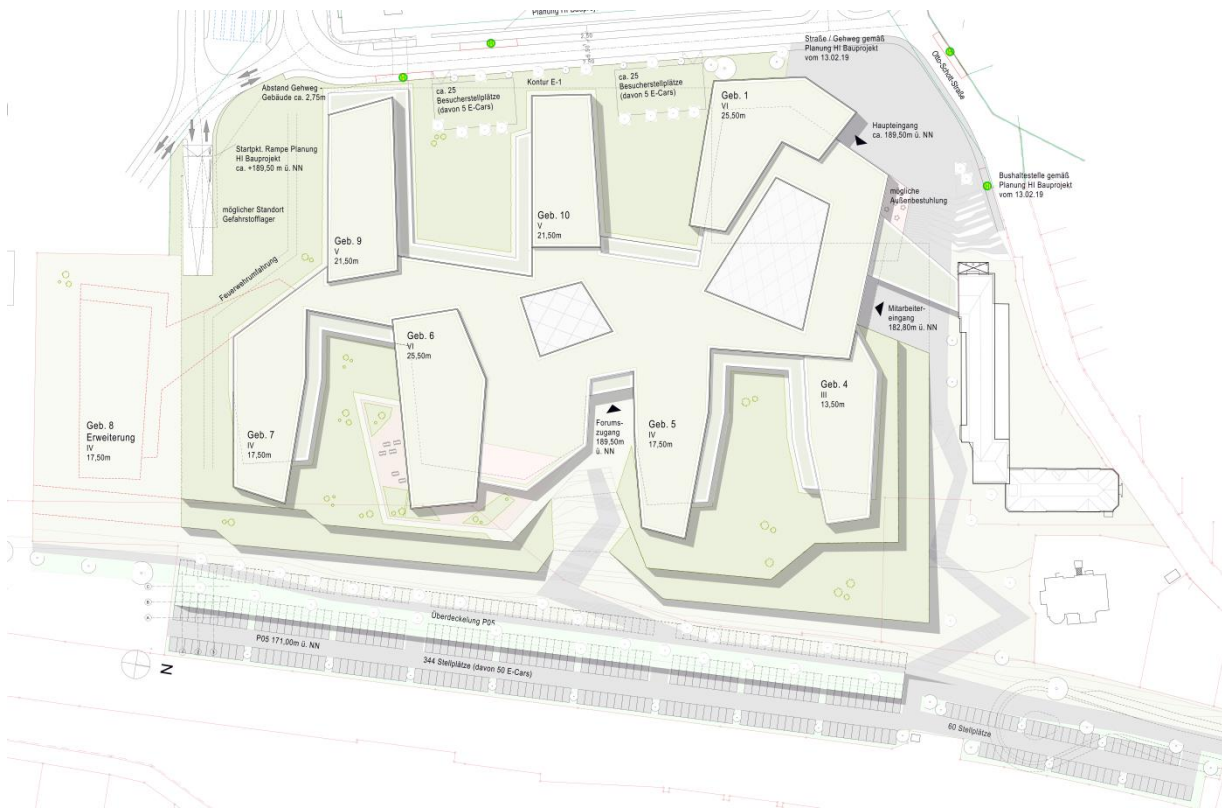 Planung HI Bauprojekt
Straße / Gehweg gemäß
Planung HI Bauprojekt
vom 13.02.19
Otto-Schott-Straße
Abstand Gehweg -
Gebäude ca. 2,75m
ca. 25
Besucherstellplätze
(davon 5 E-Cars)
Kontur E-1
ca. 25
Besucherstellplätze
(davon 5 E-Cars)
Geb. 1
VI
25,50m
Haupteingang
ca. 189,50m ü. NN
Startpkt. Rampe Planung
HI Bauprojekt
ca. +189,50 m ü. NN
Bushaltestelle gemäß
Planung HI Bauprojekt
vom 13.02.19
mögliche
Außenbestuhlung
möglicher Standort
Gefahrstofflager
Geb. 10
V
21,50m
Geb. 9
V
21,50m
Feuerwehrumfahrung
Mitarbeiter-
eingang
182,80m ü. NN
Geb. 6
VI
25,50m
Geb. 4
III
13,50m
Geb. 8
Erweiterung
IV
17,50m
Geb. 7
IV
17,50m
Forums-
zugang
189,50m
ü. NN
Geb. 5
IV
17,50m
Überdeckelung P05
P05 171,00m ü. NN
344 Stellplätze (davon 50 E-Cars)
N
60 Stellplätze